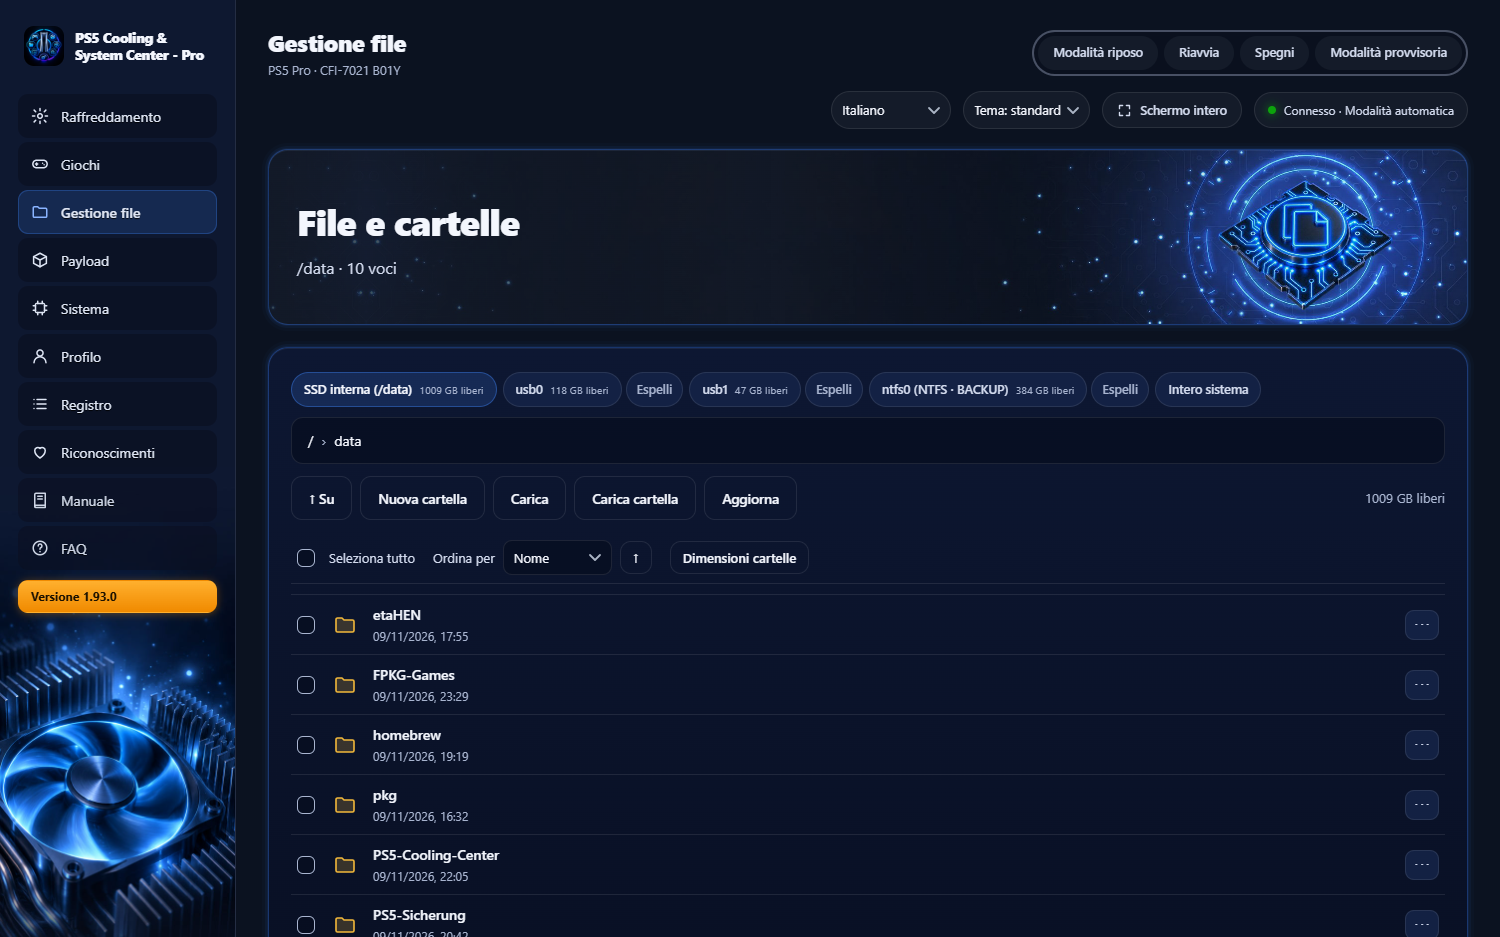 PS5 Cooling &
System Center - Pro
Raffreddamento
Giochi
Gestione file
Payload
Sistema
Profilo
Registro
Riconoscimenti
Manuale
FAQ
Versione 1.93.0
Gestione file
PS5 Pro · CFI-7021 B01Y
Modalità riposo
Riavvia
Spegni
Modalità provvisoria
Italiano
Tema: standard
Schermo intero
Connesso · Modalità automatica
File e cartelle
/data · 10 voci
SSD interna (/data) 1009 GB liberi
usb0 118 GB liberi
Espelli
usb1 47 GB liberi
Espelli
ntfs0 (NTFS · BACKUP) 384 GB liberi
Espelli
Intero sistema
/ › data
↑ Su
Nuova cartella
Carica
Carica cartella
Aggiorna
1009 GB liberi
Seleziona tutto
Ordina per
Nome
↑
Dimensioni cartelle
etaHEN
09/11/2026, 17:55
FPKG-Games
09/11/2026, 23:29
homebrew
09/11/2026, 19:19
pkg
09/11/2026, 16:32
PS5-Cooling-Center
09/11/2026, 22:05
PS5-Sicherung
09/11/2026, 20:42